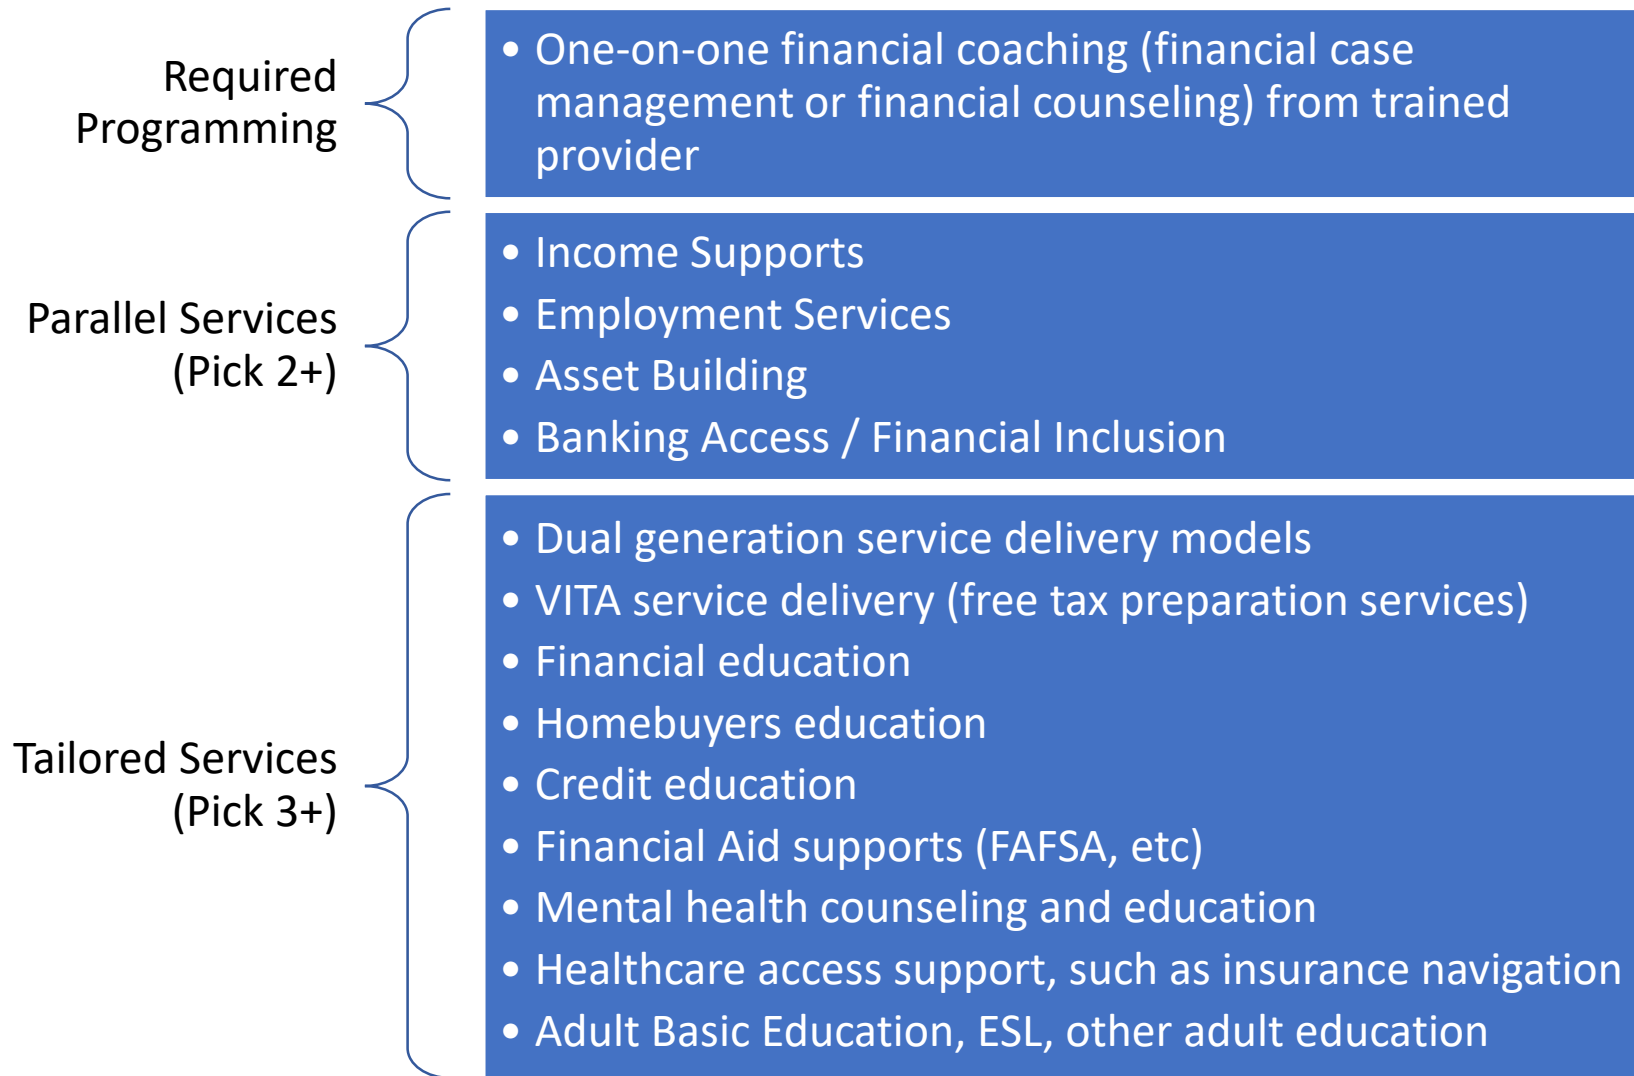 Required
Programming
• One-on-one financial coaching (financial case
management or financial counseling) from trained
provider
Parallel Services
(Pick 2+)
• Income Supports
• Employment Services
• Asset Building
• Banking Access / Financial Inclusion
Tailored Services
(Pick 3+)
• Dual generation service delivery models
• VITA service delivery (free tax preparation services)
• Financial education
• Homebuyers education
• Credit education
• Financial Aid supports (FAFSA, etc)
• Mental health counseling and education
• Healthcare access support, such as insurance navigation
• Adult Basic Education, ESL, other adult education